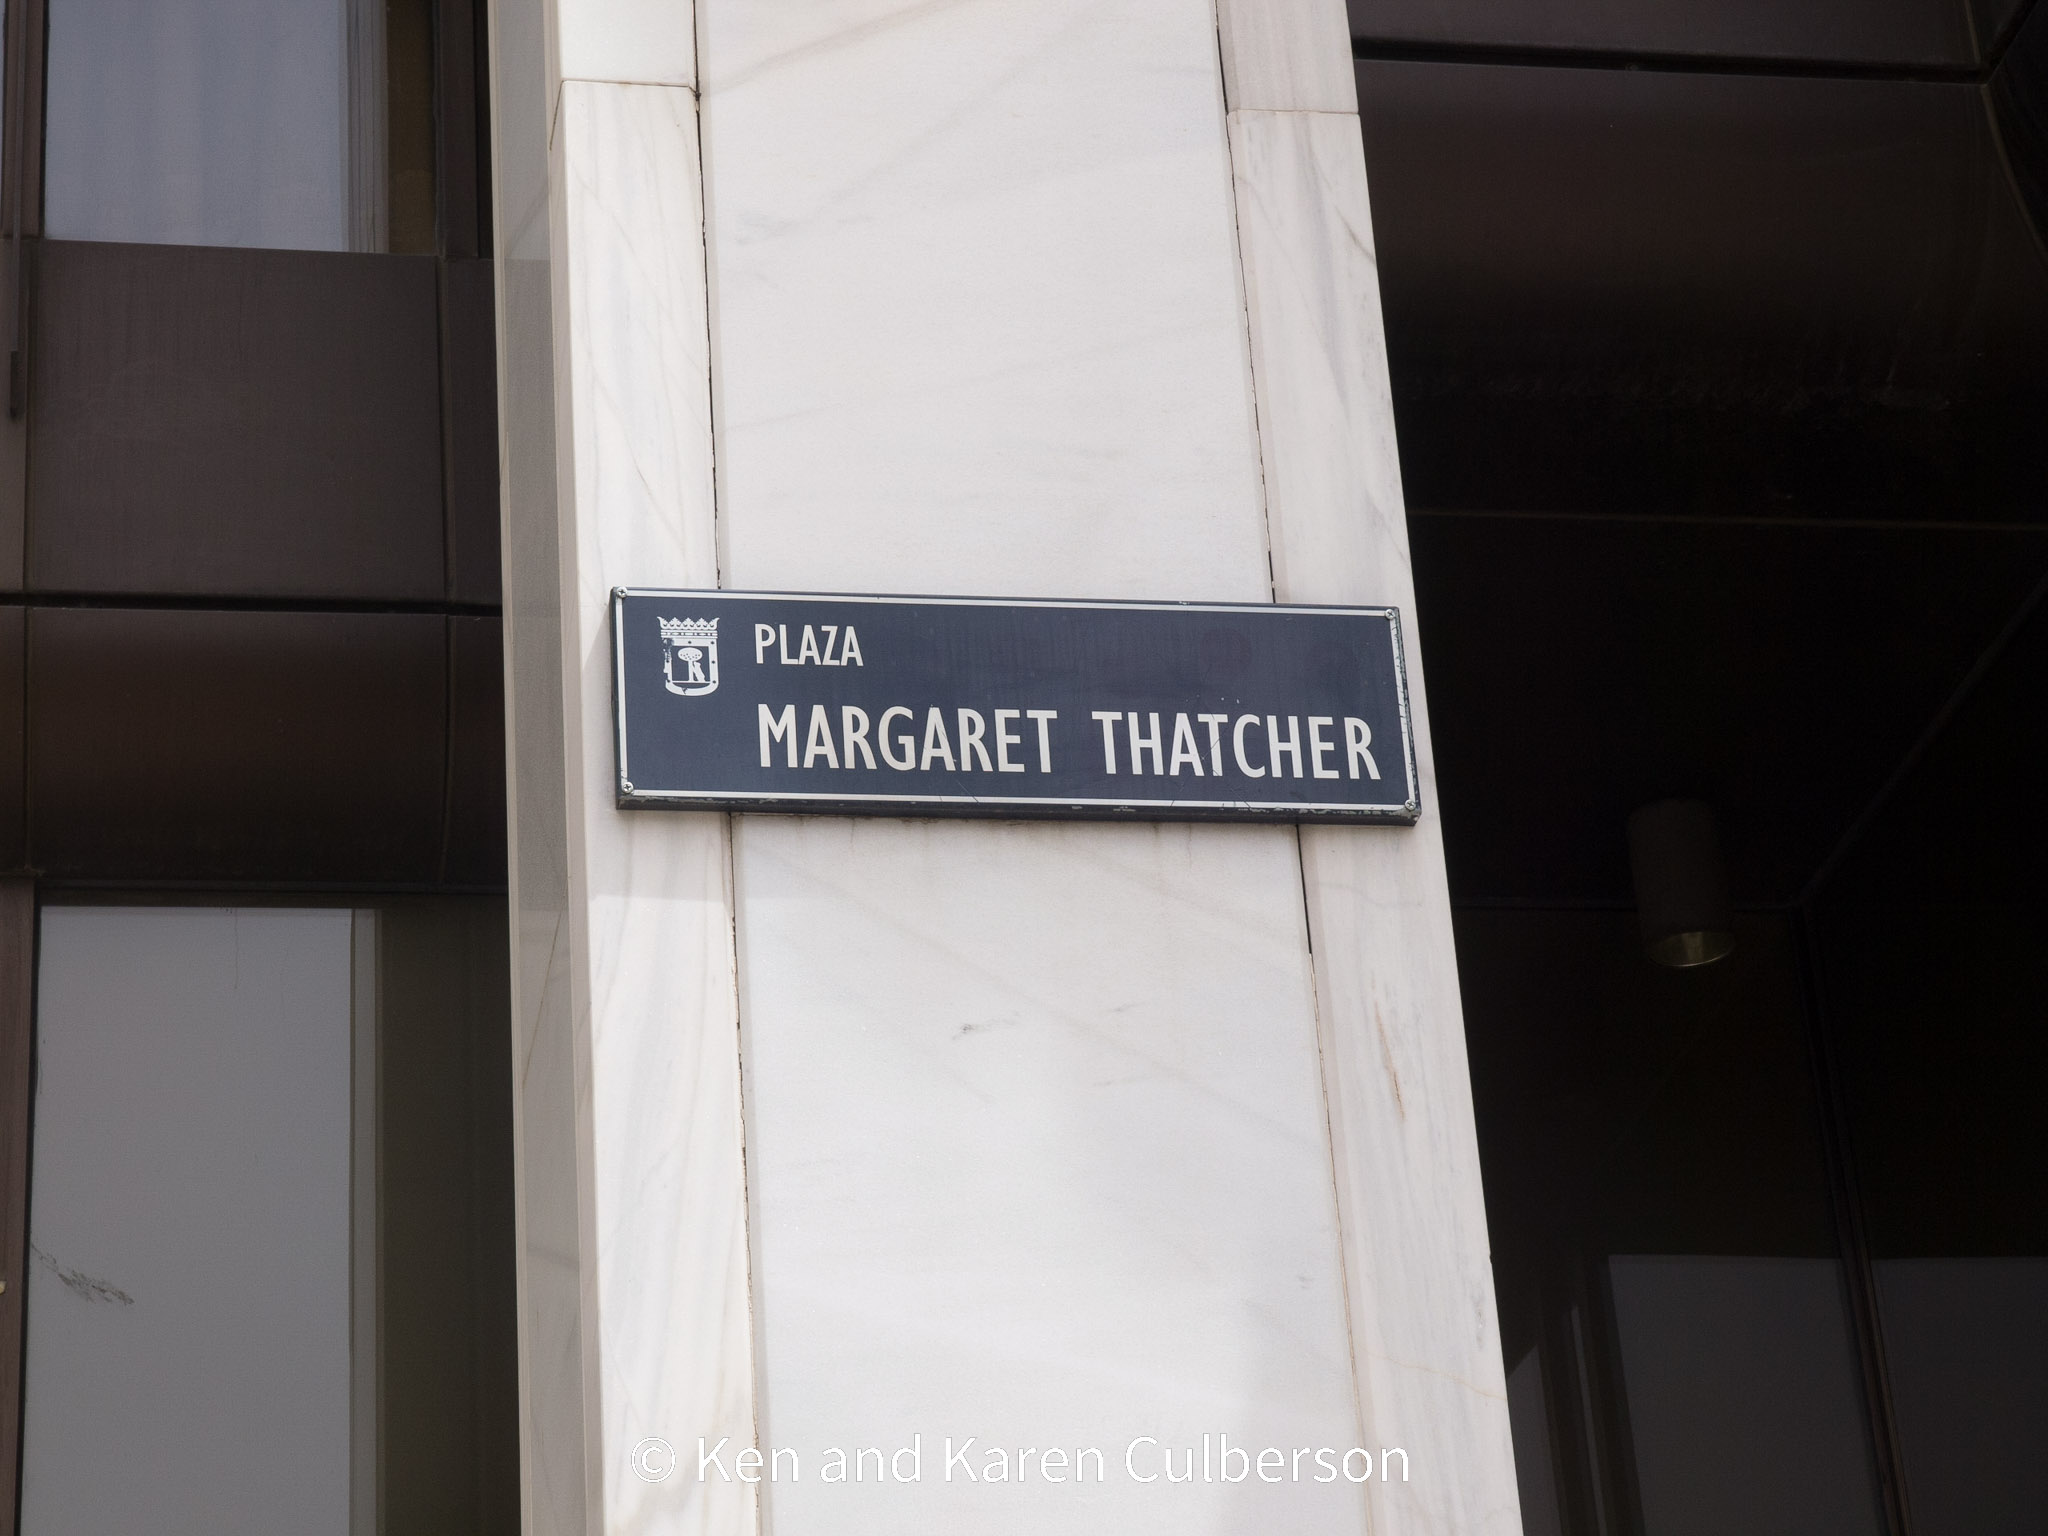 PLAZA
MARGARET THATCHER
© Ken and Karen Culberson